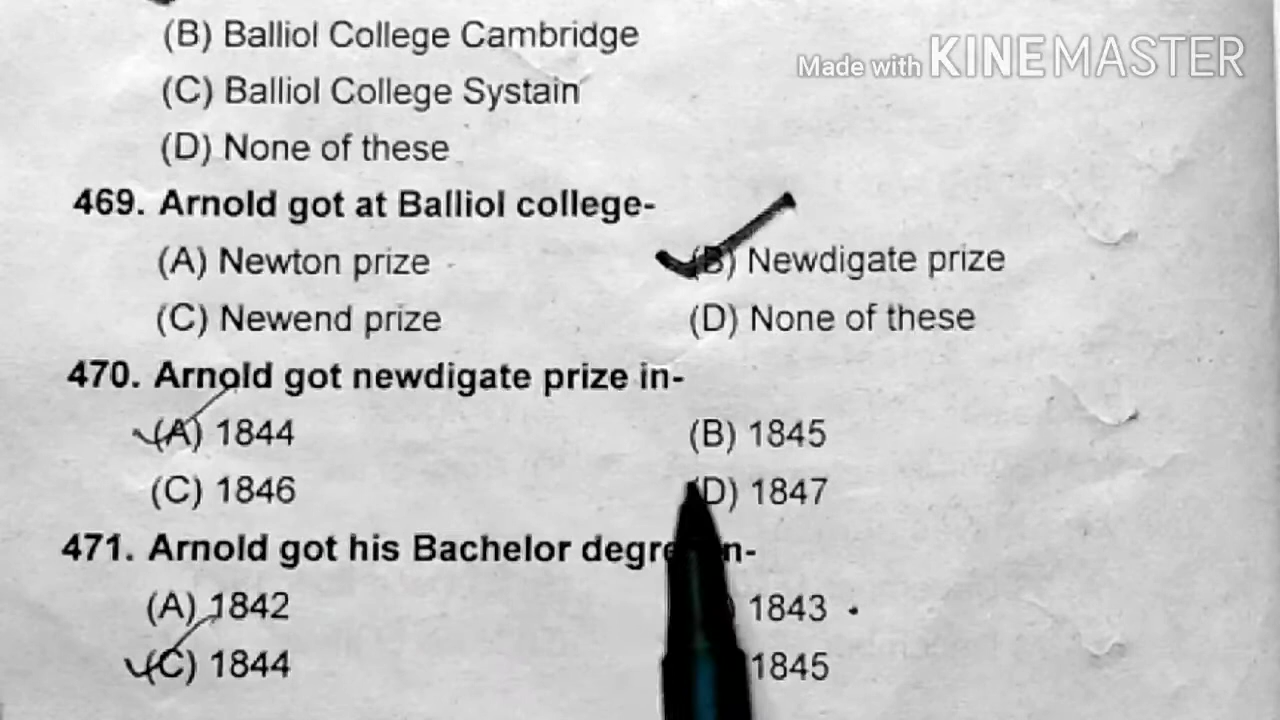 (B) Balliol College Cambridge
Made with KINEMASTER
(C) Balliol College Systain
(D) None of these
469. Arnold got at Balliol college-
(A) Newton prize (B) Newdigate prize
(C) Newend prize (D) None of these
470. Arnold got newdigate prize in-
(A) 1844 (B) 1845
(C) 1846 (D) 1847
471. Arnold got his Bachelor
(A) 1842 1843
(C) 1844 1845